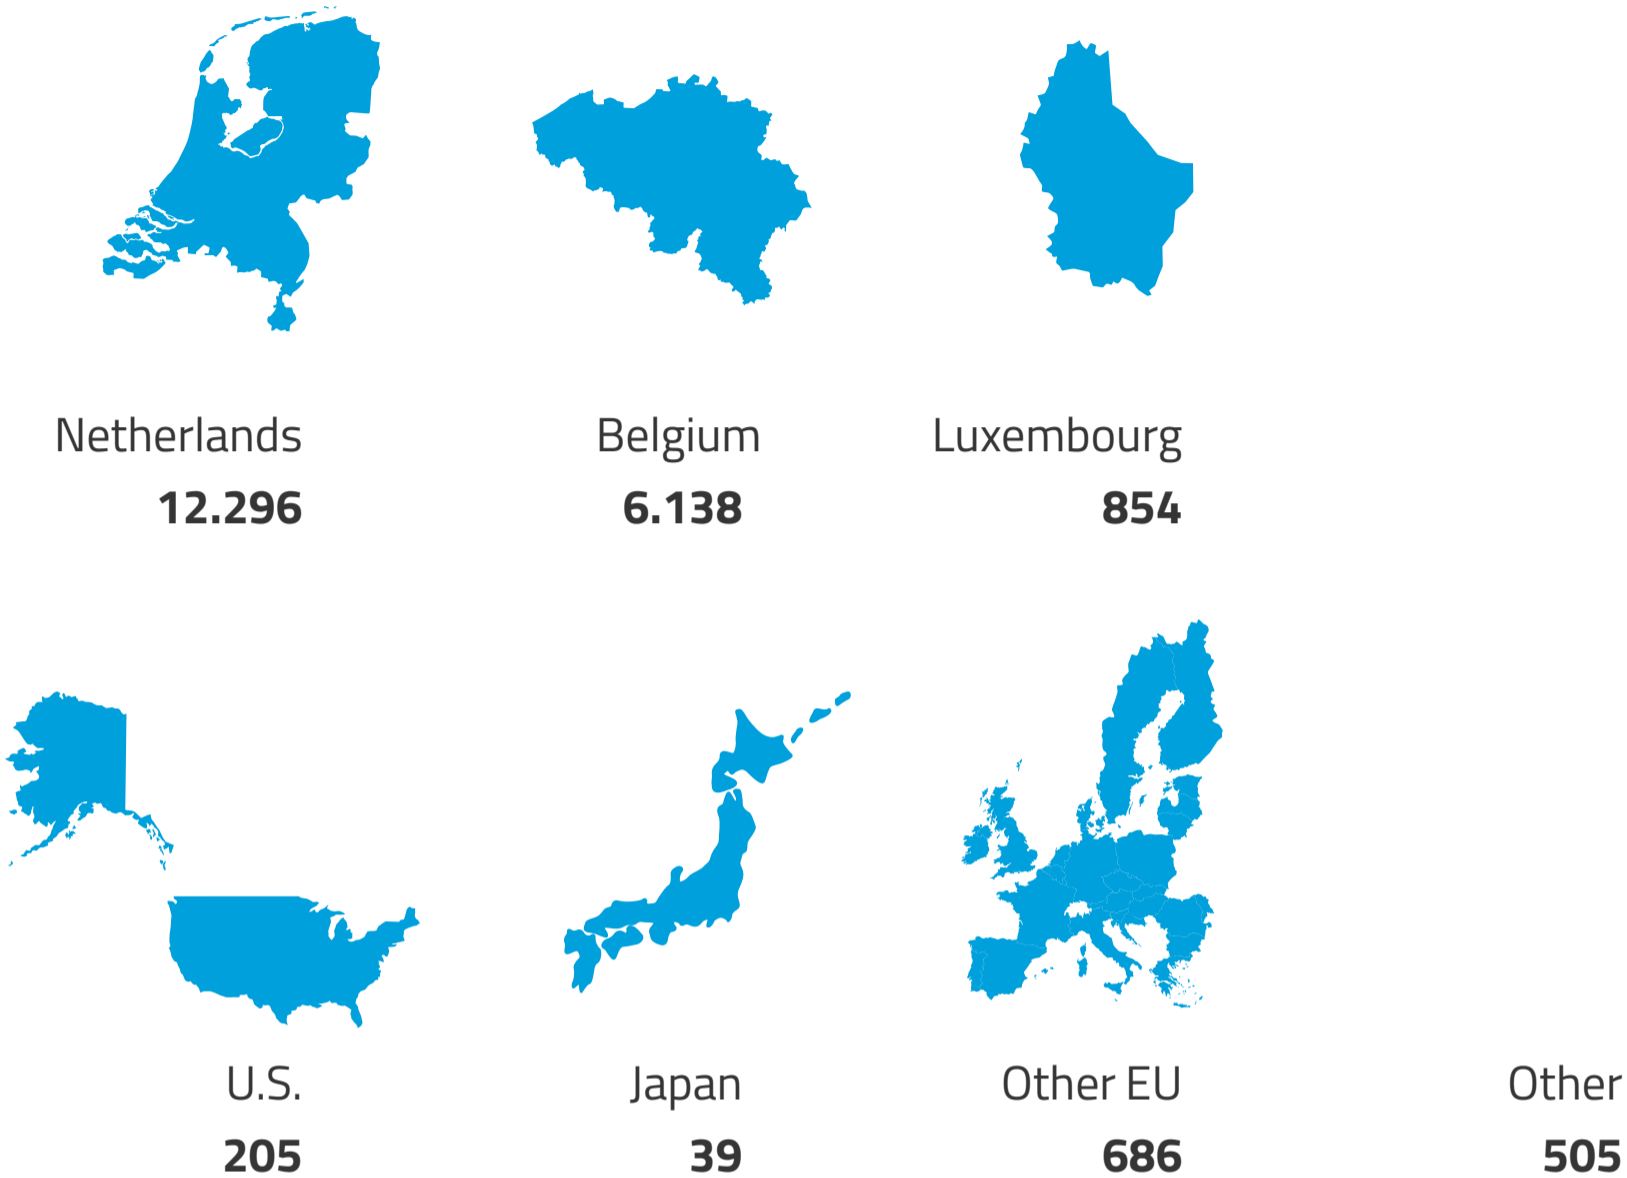 Netherlands
12.296
Belgium
6.138
Luxembourg
854
U.S.
205
Japan
39
Other EU
686
Other
505